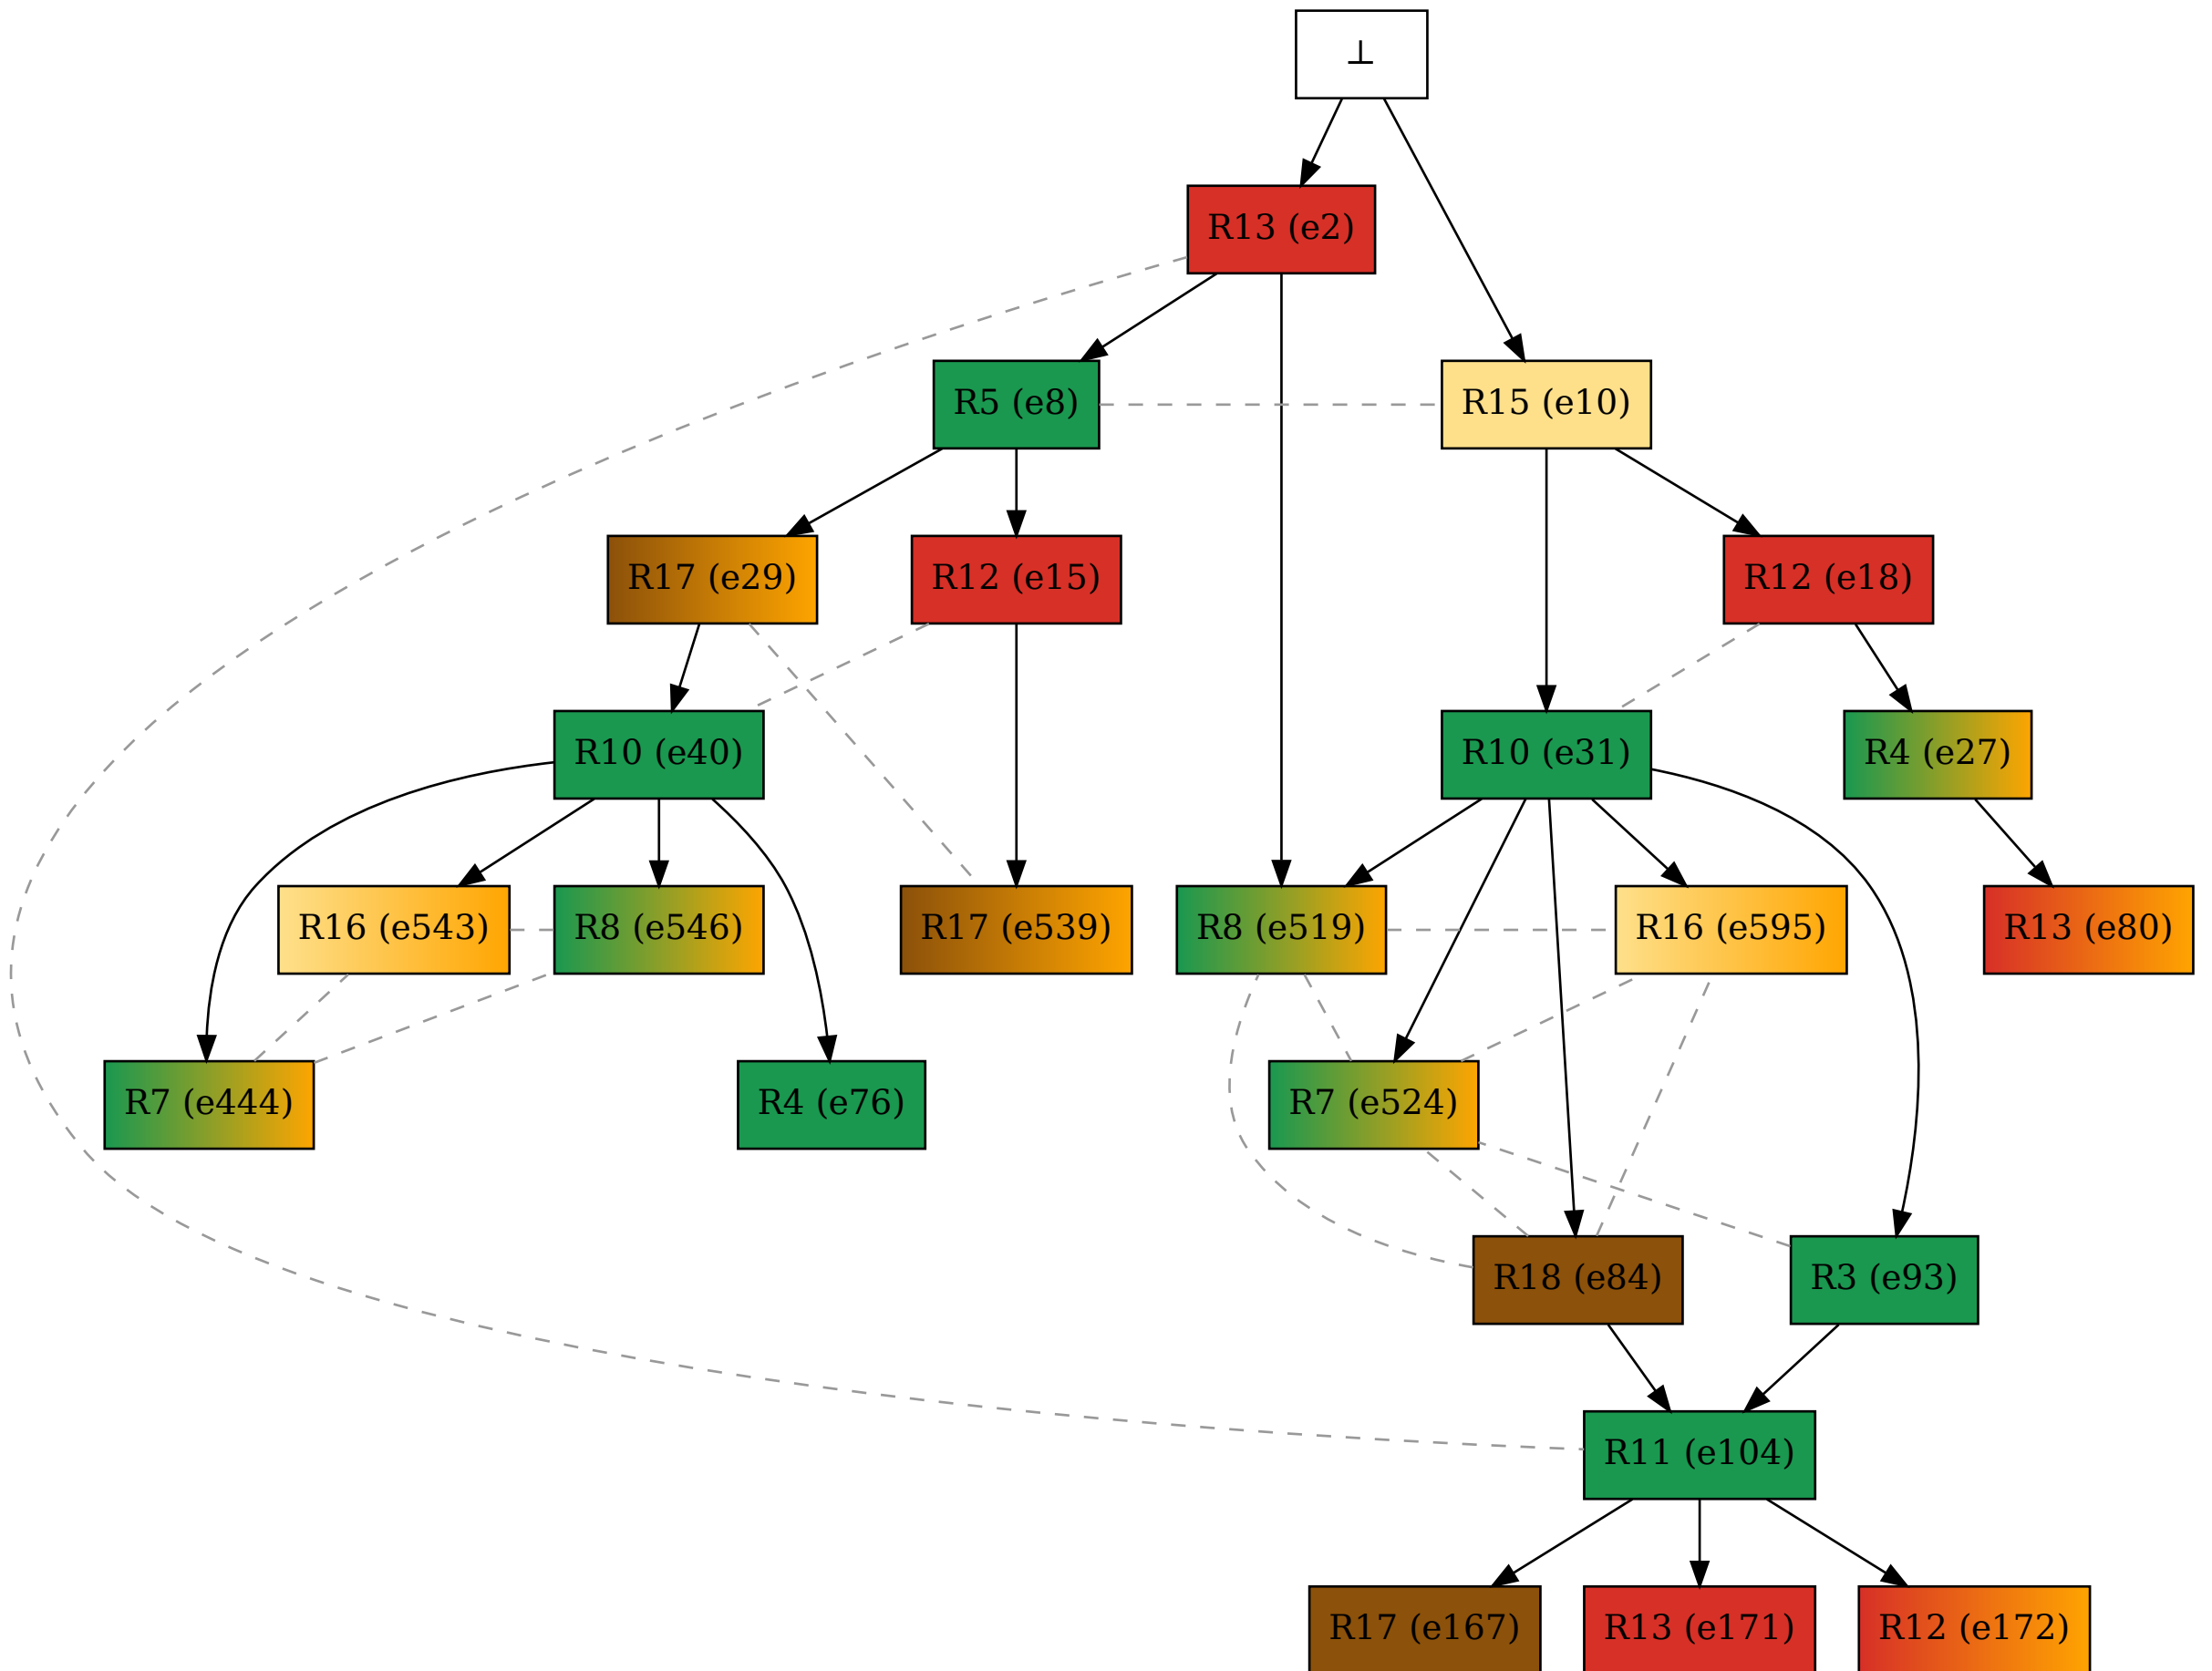 ⊥
R13 (e2)
R5 (e8)
R15 (e10)
R17 (e29)
R12 (e15)
R12 (e18)
R10 (e40)
R10 (e31)
R4 (e27)
R16 (e543)
R8 (e546)
R17 (e539)
R8 (e519)
R16 (e595)
R13 (e80)
R7 (e444)
R4 (e76)
R7 (e524)
R18 (e84)
R3 (e93)
R11 (e104)
R17 (e167)
R13 (e171)
R12 (e172)